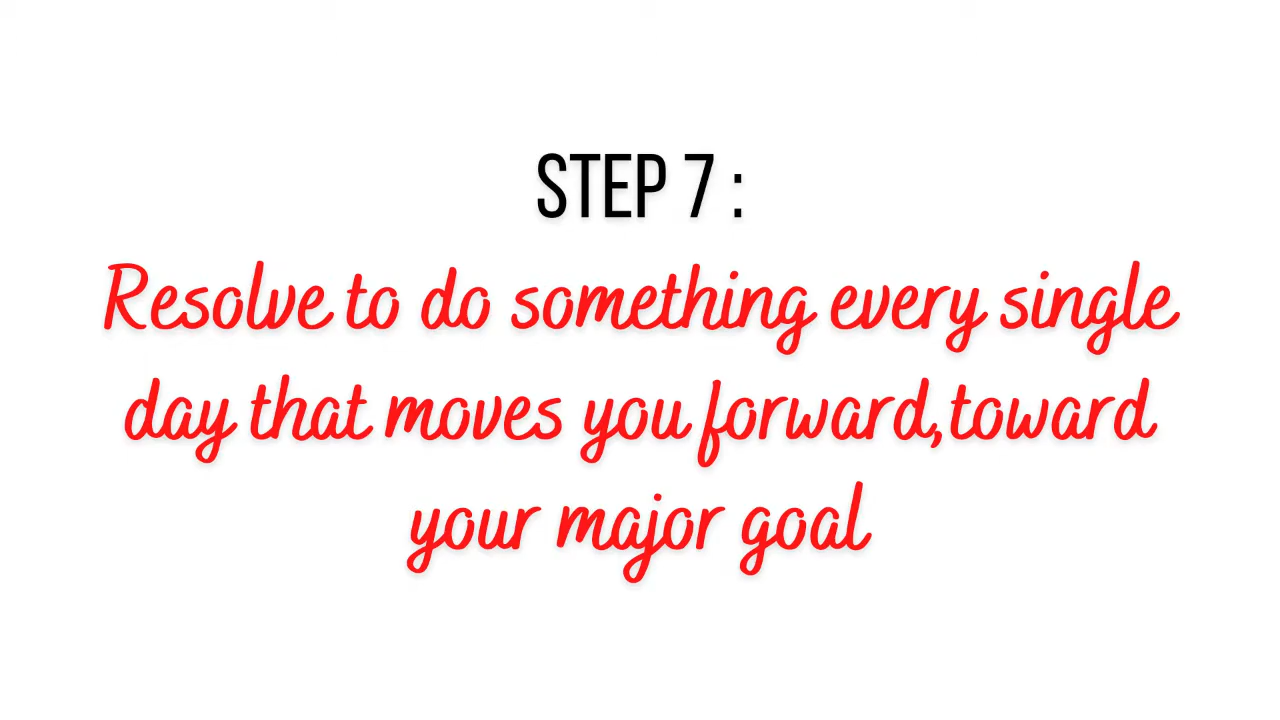 STEP 7 :
Resolve to do something every single
day that moves you forward,toward
your major goal